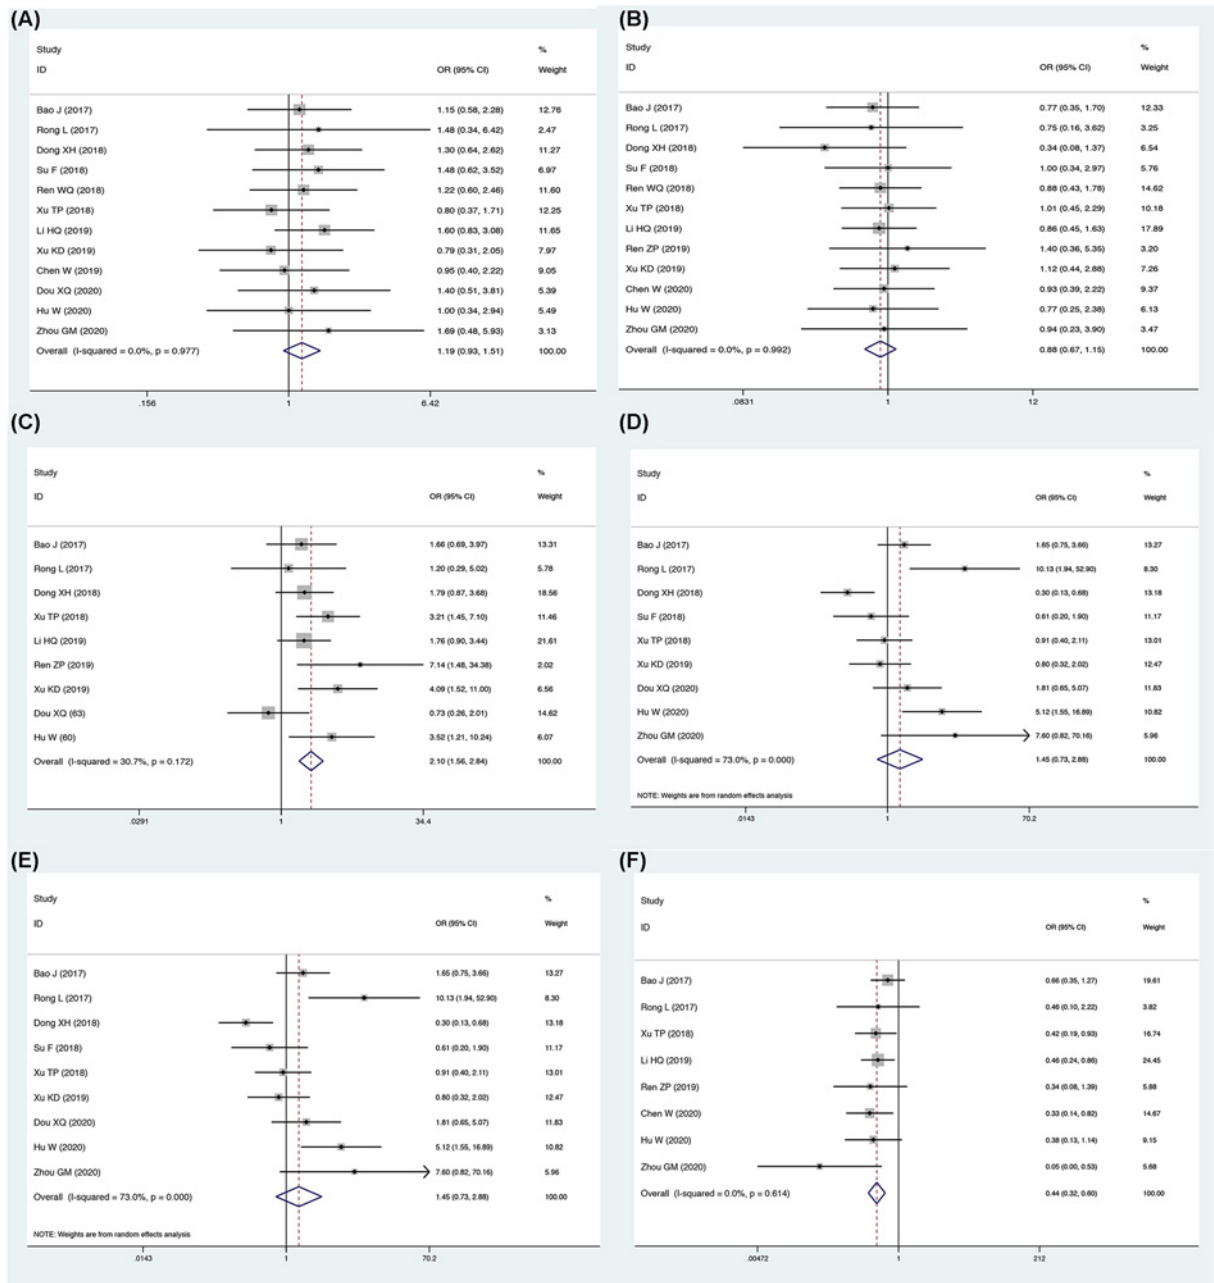 (A)
Study %
ID OR (95% CI) Weight
Bao J (2017) 1.15 (0.58, 2.28) 12.76
Rong L (2017) 1.48 (0.34, 6.42) 2.47
Dong XH (2018) 1.30 (0.64, 2.62) 11.27
Su F (2018) 1.48 (0.62, 3.52) 6.97
Ren WQ (2018) 1.22 (0.60, 2.46) 11.60
Xu TP (2018) 0.80 (0.37, 1.71) 12.25
Li HQ (2019) 1.60 (0.83, 3.08) 11.65
Xu KD (2019) 0.79 (0.31, 2.05) 7.97
Chen W (2019) 0.95 (0.40, 2.22) 9.05
Dou XQ (2020) 1.40 (0.51, 3.81) 5.39
Hu W (2020) 1.00 (0.34, 2.94) 5.49
Zhou GM (2020) 1.69 (0.48, 5.93) 3.13
Overall (I-squared = 0.0%, p = 0.977) 1.19 (0.93, 1.51) 100.00
.156 1 6.42
(B)
Study %
ID OR (95% CI) Weight
Bao J (2017) 0.77 (0.35, 1.70) 12.33
Rong L (2017) 0.75 (0.16, 3.62) 3.25
Dong XH (2018) 0.34 (0.08, 1.37) 6.54
Su F (2018) 1.00 (0.34, 2.97) 5.76
Ren WQ (2018) 0.88 (0.43, 1.78) 14.62
Xu TP (2018) 1.01 (0.45, 2.29) 10.18
Li HQ (2019) 0.86 (0.45, 1.63) 17.89
Ren ZP (2019) 1.40 (0.36, 5.35) 3.20
Xu KD (2019) 1.12 (0.44, 2.88) 7.26
Chen W (2020) 0.93 (0.39, 2.22) 9.37
Hu W (2020) 0.77 (0.25, 2.38) 6.13
Zhou GM (2020) 0.94 (0.23, 3.90) 3.47
Overall (I-squared = 0.0%, p = 0.992) 0.88 (0.67, 1.15) 100.00
.0831 1 12
(C)
Study %
ID OR (95% CI) Weight
Bao J (2017) 1.66 (0.69, 3.97) 13.31
Rong L (2017) 1.20 (0.29, 5.02) 5.78
Dong XH (2018) 1.79 (0.87, 3.68) 18.56
Xu TP (2018) 3.21 (1.45, 7.10) 11.46
Li HQ (2019) 1.76 (0.90, 3.44) 21.61
Ren ZP (2019) 7.14 (1.48, 34.38) 2.02
Xu KD (2019) 4.09 (1.52, 11.00) 6.56
Dou XQ (63) 0.73 (0.26, 2.01) 14.62
Hu W (60) 3.52 (1.21, 10.24) 6.07
Overall (I-squared = 30.7%, p = 0.172) 2.10 (1.56, 2.84) 100.00
.0291 1 34.4
(D)
Study %
ID OR (95% CI) Weight
Bao J (2017) 1.65 (0.75, 3.66) 13.27
Rong L (2017) 10.13 (1.94, 52.90) 8.30
Dong XH (2018) 0.30 (0.13, 0.68) 13.18
Su F (2018) 0.61 (0.20, 1.90) 11.17
Xu TP (2018) 0.91 (0.40, 2.11) 13.01
Xu KD (2019) 0.80 (0.32, 2.02) 12.47
Dou XQ (2020) 1.81 (0.65, 5.07) 11.83
Hu W (2020) 5.12 (1.55, 16.89) 10.82
Zhou GM (2020) 7.60 (0.82, 70.16) 5.96
Overall (I-squared = 73.0%, p = 0.000) 1.45 (0.73, 2.88) 100.00
NOTE: Weights are from random effects analysis
.0143 1 70.2
(E)
Study %
ID OR (95% CI) Weight
Bao J (2017) 1.65 (0.75, 3.66) 13.27
Rong L (2017) 10.13 (1.94, 52.90) 8.30
Dong XH (2018) 0.30 (0.13, 0.68) 13.18
Su F (2018) 0.61 (0.20, 1.90) 11.17
Xu TP (2018) 0.91 (0.40, 2.11) 13.01
Xu KD (2019) 0.80 (0.32, 2.02) 12.47
Dou XQ (2020) 1.81 (0.65, 5.07) 11.83
Hu W (2020) 5.12 (1.55, 16.89) 10.82
Zhou GM (2020) 7.60 (0.82, 70.16) 5.96
Overall (I-squared = 73.0%, p = 0.000) 1.45 (0.73, 2.88) 100.00
NOTE: Weights are from random effects analysis
.0143 1 70.2
(F)
Study %
ID OR (95% CI) Weight
Bao J (2017) 0.66 (0.35, 1.27) 19.61
Rong L (2017) 0.46 (0.10, 2.22) 3.82
Xu TP (2018) 0.42 (0.19, 0.93) 16.74
Li HQ (2019) 0.46 (0.24, 0.86) 24.45
Ren ZP (2019) 0.34 (0.08, 1.39) 5.88
Chen W (2020) 0.33 (0.14, 0.82) 14.67
Hu W (2020) 0.38 (0.13, 1.14) 9.15
Zhou GM (2020) 0.05 (0.00, 0.53) 5.68
Overall (I-squared = 0.0%, p = 0.614) 0.44 (0.32, 0.60) 100.00
.00472 1 212